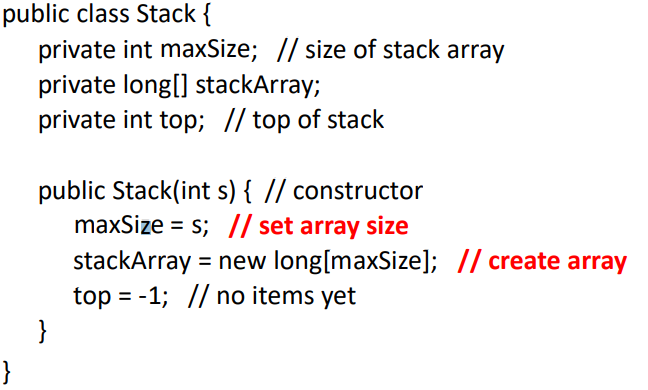 public class Stack {
private int maxSize; // size of stack array
private long[] stackArray;
private int top; // top of stack
public Stack(int s) { // constructor
maxSize = s; // set array size
stackArray = new long[maxSize]; // create array
top = -1; // no items yet
}
}